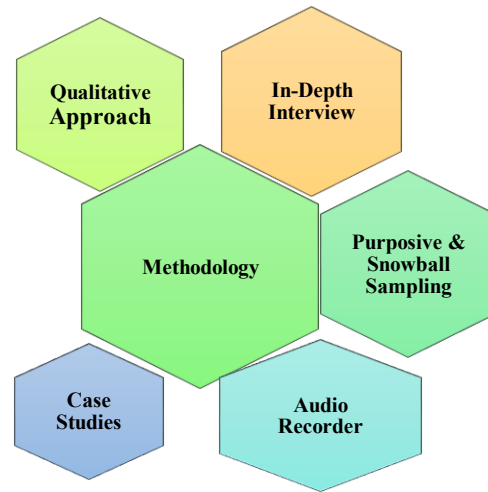 Qualitative
Approach
In-Depth
Interview
Methodology
Purposive &
Snowball
Sampling
Case
Studies
Audio
Recorder